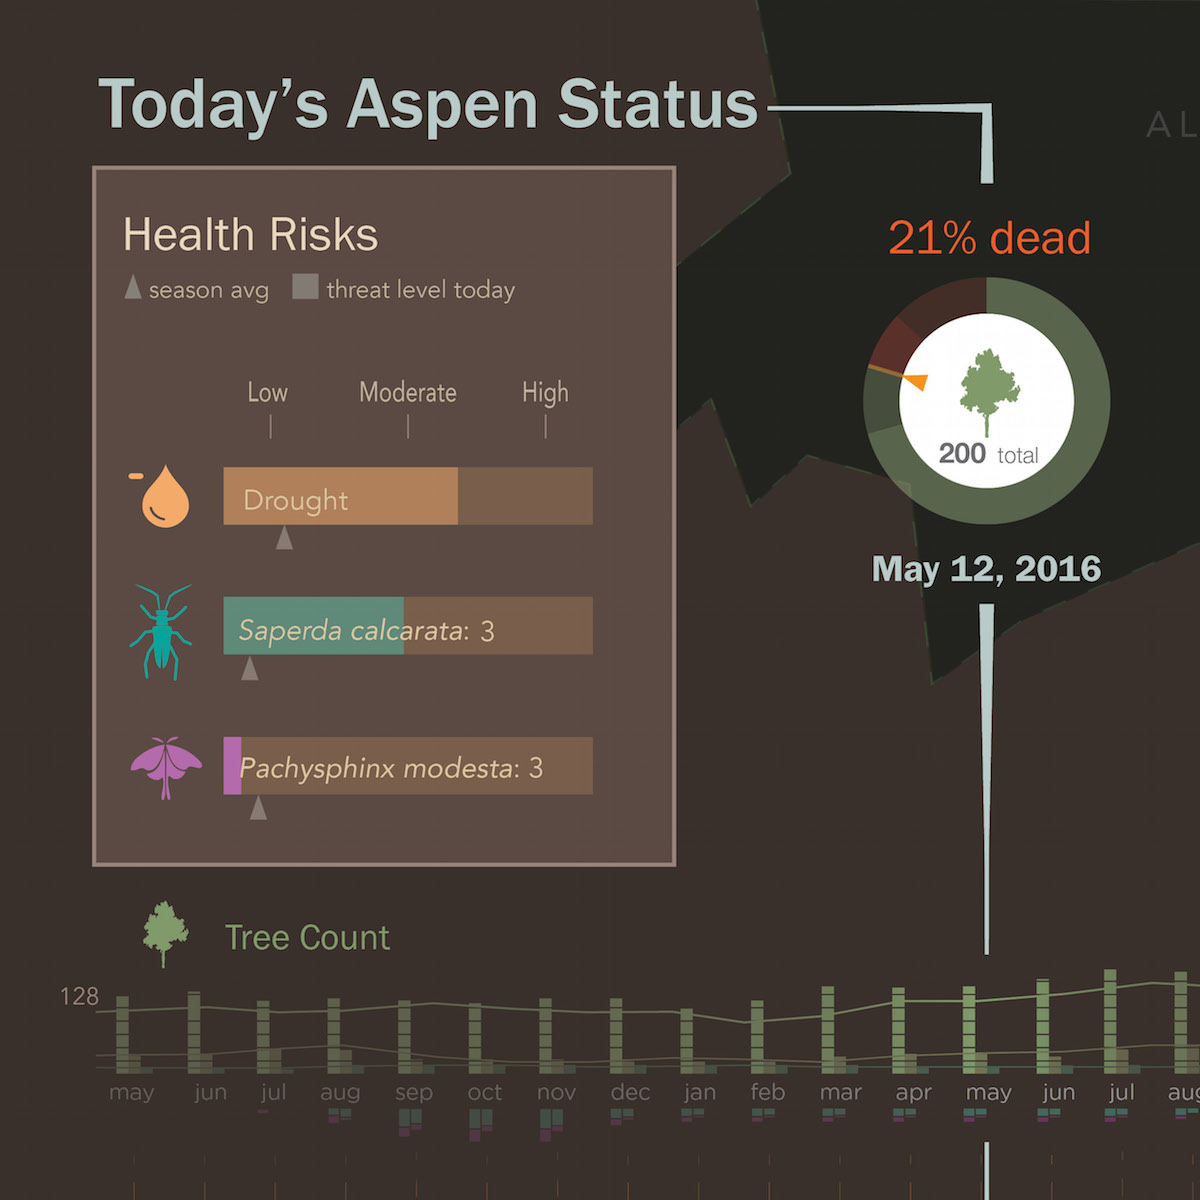 Today's Aspen Status
AL
Health Risks
season avg threat level today
Low Moderate High
Drought
Saperda calcarata: 3
Pachysphinx modesta: 3
21% dead
200 total
May 12, 2016
Tree Count
128
may jun jul aug sep oct nov dec jan feb mar apr may jun jul aug